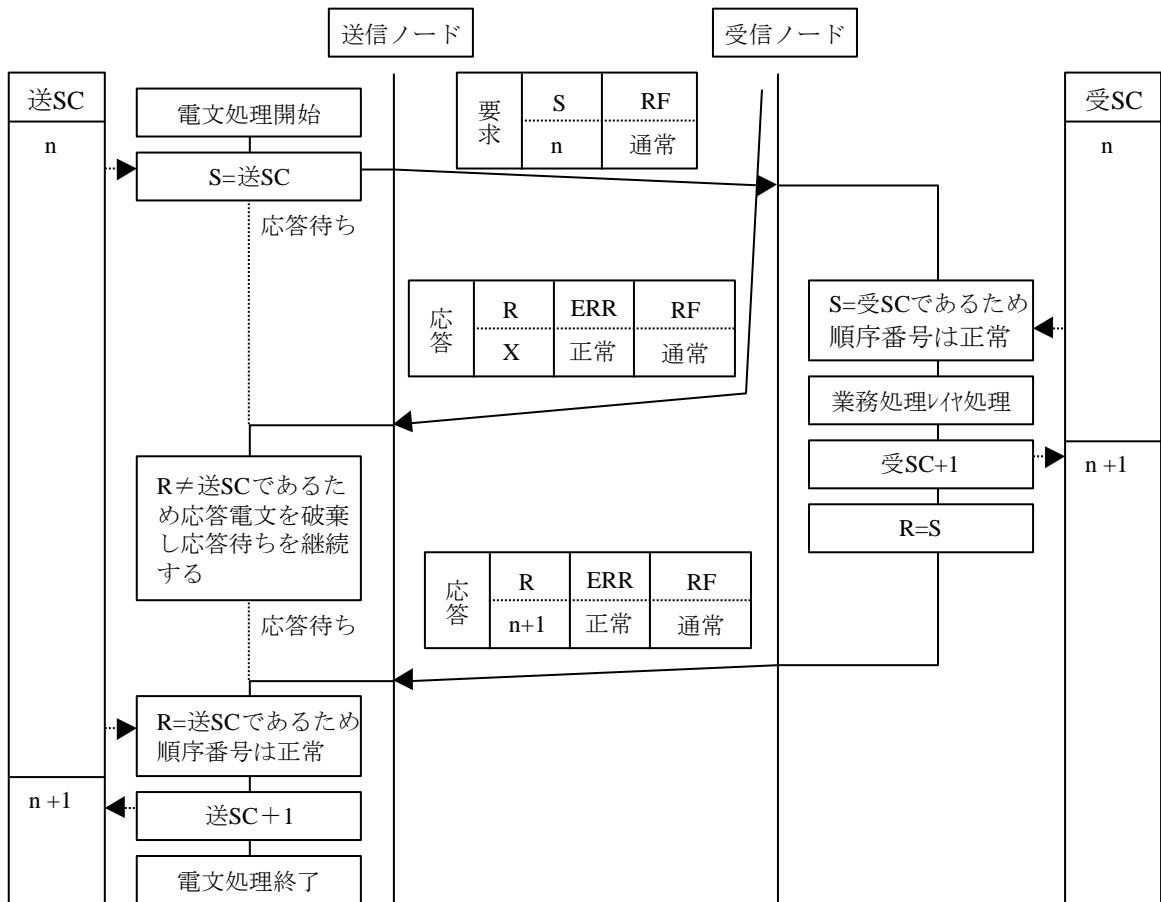 送信ノード
受信ノード
送SC
n
n +1
電文処理開始
S=送SC
応答待ち
要求
S
RF
n
通常
受SC
n
n +1
応答
R
ERR
RF
X
正常
通常
S=受SCであるため
順序番号は正常
業務処理ﾚｲﾔ処理
受SC+1
R=S
R≠送SCであるた
め応答電文を破棄
し応答待ちを継続
する
応答待ち
応答
R
ERR
RF
n+1
正常
通常
R=送SCであるため
順序番号は正常
送SC＋1
電文処理終了